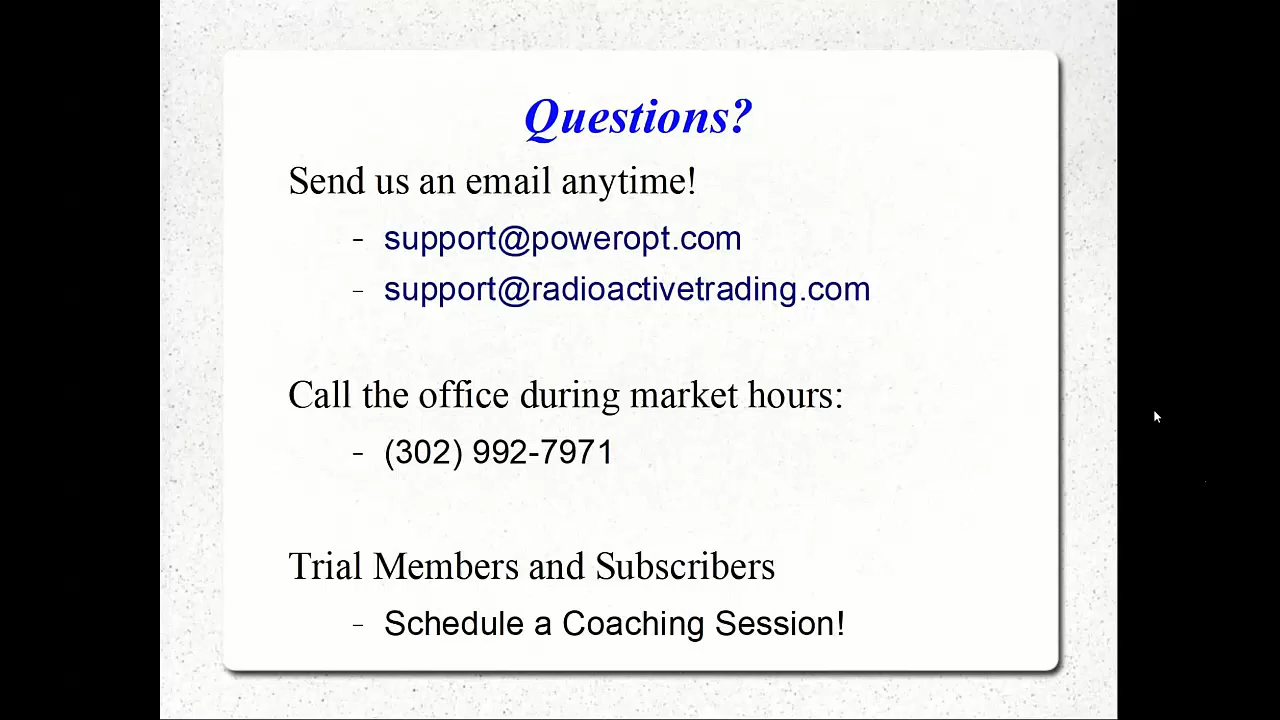 Questions?
Send us an email anytime!
- support@poweropt.com
- support@radioactivetrading.com
Call the office during market hours:
- (302) 992-7971
Trial Members and Subscribers
- Schedule a Coaching Session!